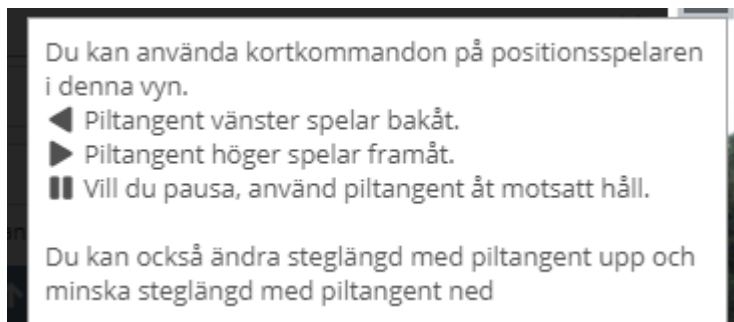 Du kan använda kortkommandon på positionsspelaren
i denna vyn.
◀ Piltangent vänster spelar bakåt.
▶ Piltangent höger spelar framåt.
⏸ Vill du pausa, använd piltangent åt motsatt håll.
Du kan också ändra steglängd med piltangent upp och
minska steglängd med piltangent ned